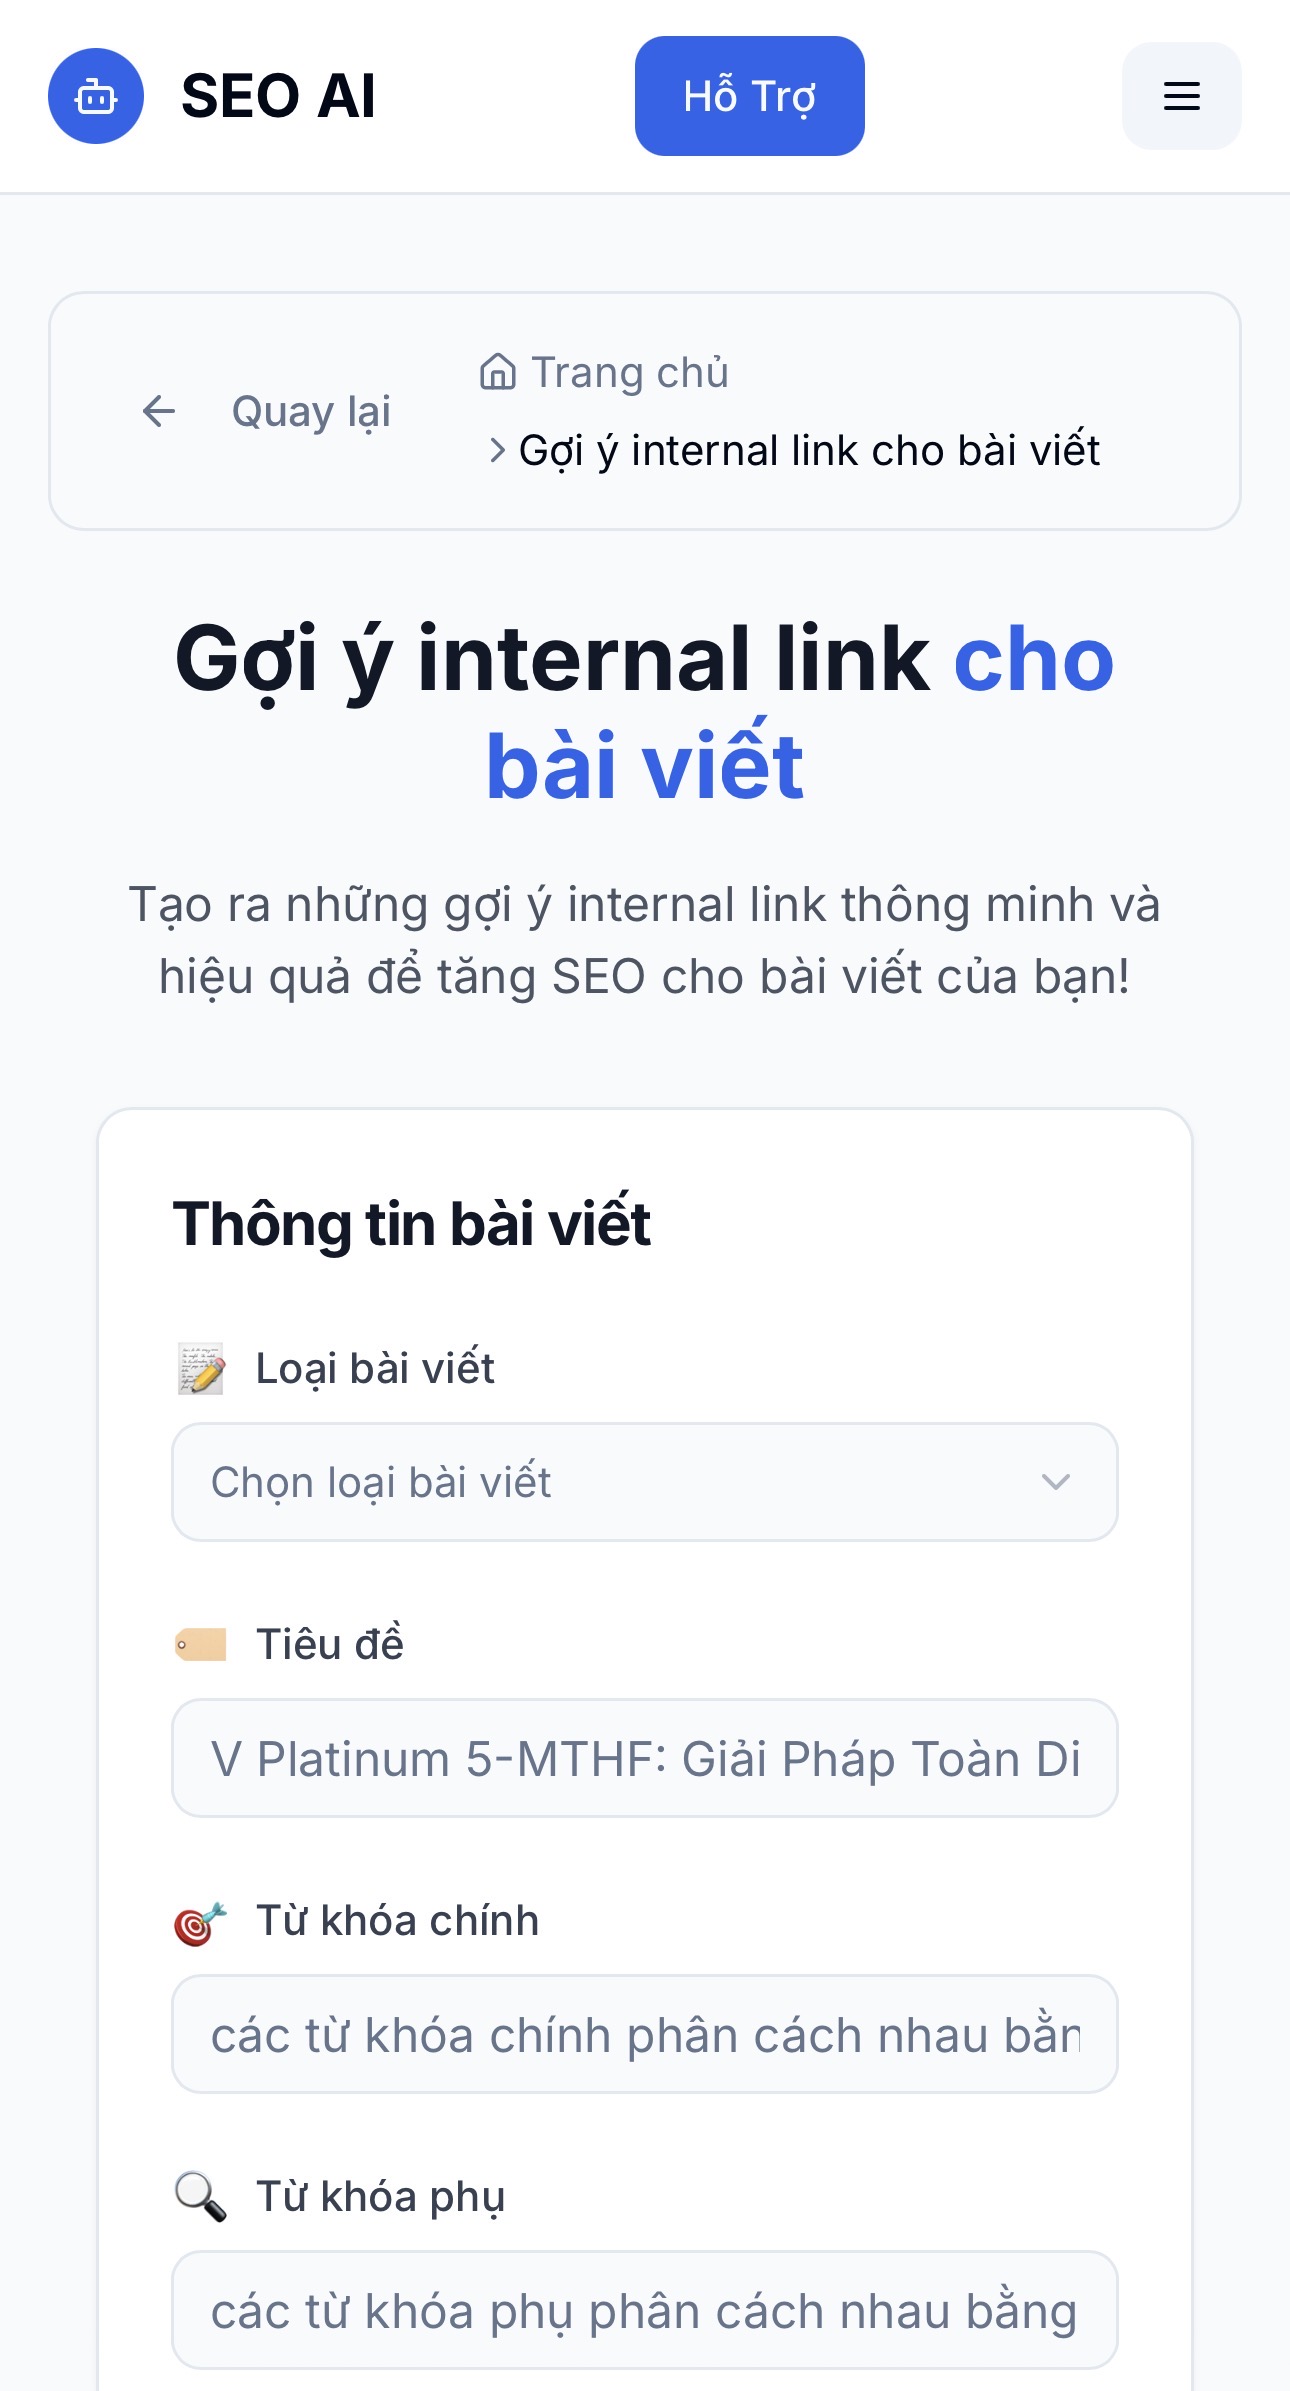 SEO AI
Hỗ Trợ
Quay lại
Trang chủ
Gợi ý internal link cho bài viết
Gợi ý internal link cho
bài viết
Tạo ra những gợi ý internal link thông minh và
hiệu quả để tăng SEO cho bài viết của bạn!
Thông tin bài viết
Loại bài viết
Chọn loại bài viết
Tiêu đề
V Platinum 5-MTHF: Giải Pháp Toàn Di
Từ khóa chính
các từ khóa chính phân cách nhau bằn
Từ khóa phụ
các từ khóa phụ phân cách nhau bằng